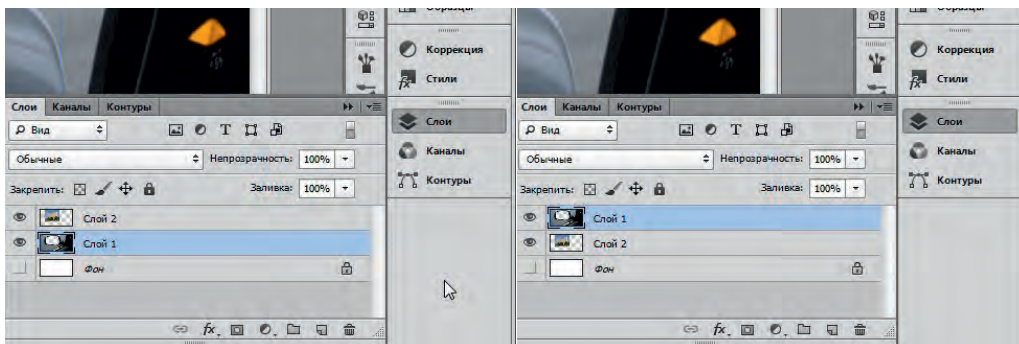 Образцы
Коррекция
Стили
Слои Каналы Контуры
Вид
Обычные Непрозрачность: 100%
Закрепить: Заливка: 100%
Слой 2
Слой 1
Фон
fx
Слои
Каналы
Контуры
Образцы
Коррекция
Стили
Слои Каналы Контуры
Вид
Обычные Непрозрачность: 100%
Закрепить: Заливка: 100%
Слой 1
Слой 2
Фон
fx
Слои
Каналы
Контуры